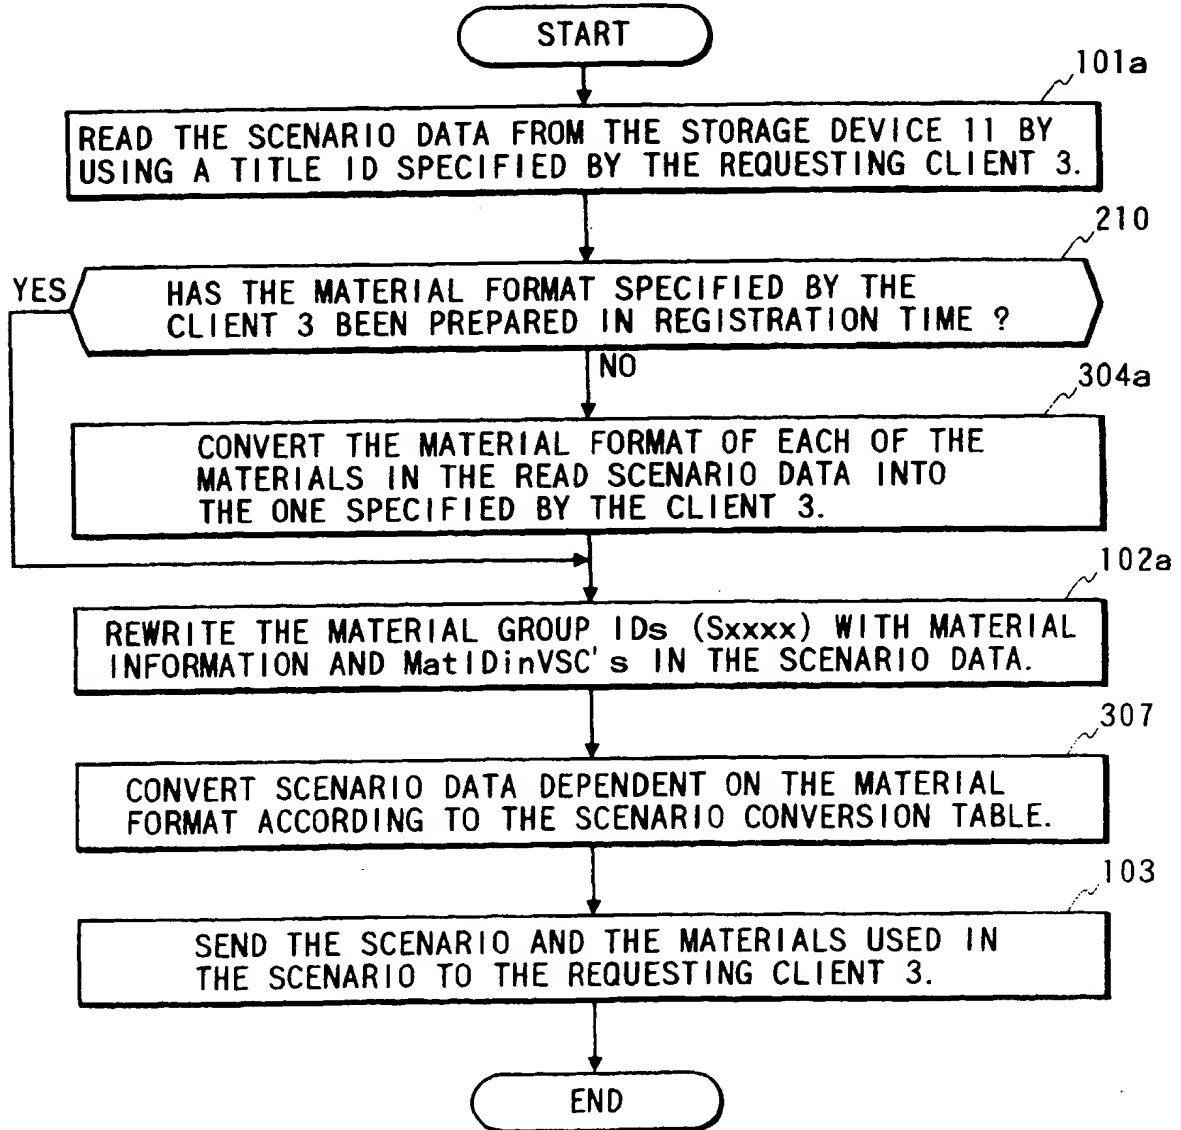 START
101a
READ THE SCENARIO DATA FROM THE STORAGE DEVICE 11 BY
USING A TITLE ID SPECIFIED BY THE REQUESTING CLIENT 3.
210
YES
HAS THE MATERIAL FORMAT SPECIFIED BY THE
CLIENT 3 BEEN PREPARED IN REGISTRATION TIME ?
NO
304a
CONVERT THE MATERIAL FORMAT OF EACH OF THE
MATERIALS IN THE READ SCENARIO DATA INTO
THE ONE SPECIFIED BY THE CLIENT 3.
102a
REWRITE THE MATERIAL GROUP IDs (Sxxxx) WITH MATERIAL
INFORMATION AND MatIDinVSC's IN THE SCENARIO DATA.
307
CONVERT SCENARIO DATA DEPENDENT ON THE MATERIAL
FORMAT ACCORDING TO THE SCENARIO CONVERSION TABLE.
103
SEND THE SCENARIO AND THE MATERIALS USED IN
THE SCENARIO TO THE REQUESTING CLIENT 3.
END